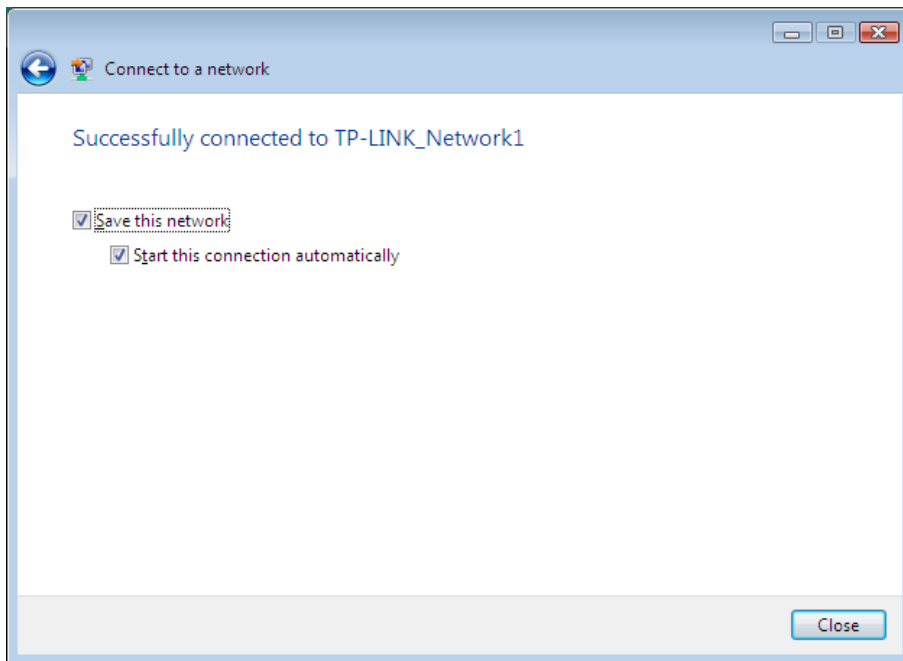 Connect to a network
Successfully connected to TP-LINK_Network1
Save this network
Start this connection automatically
Close